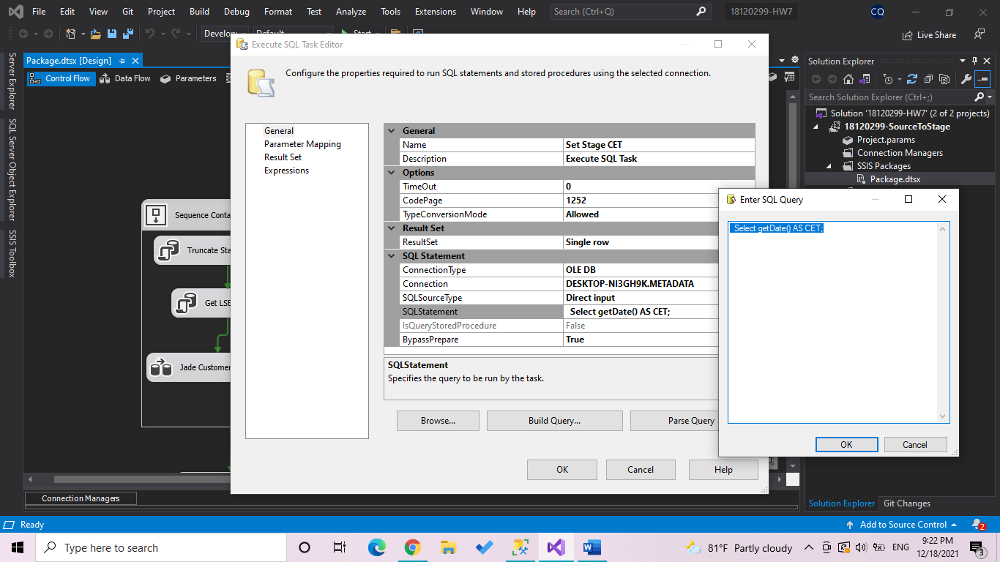 File Edit View Git Project Build Debug Format Test Analyze Tools Extensions Window Help Search (Ctrl+Q) 18120299-HW7 CQ
Default Start Live Share
Execute SQL Task Editor
Package.dtsx [Design]
Solution Explorer
Control Flow Data Flow Parameters
Configure the properties required to run SQL statements and stored procedures using the selected connection.
Search Solution Explorer (Ctrl+;)
Solution '18120299-HW7' (2 of 2 projects)
18120299-SourceToStage
Project.params
Connection Managers
SSIS Packages
Package.dtsx
Server Explorer
SQL Server Object Explorer
SSIS Toolbox
General
Parameter Mapping
Result Set
Expressions
General
Name Set Stage CET
Description Execute SQL Task
Options
TimeOut 0
CodePage 1252
TypeConversionMode Allowed
Result Set
ResultSet Single row
SQL Statement
ConnectionType OLE DB
Connection DESKTOP-NI3GH9K.METADATA
SQLSourceType Direct input
SQLStatement Select getDate() AS CET;
IsQueryStoredProcedure False
BypassPrepare True
SQLStatement
Specifies the query to be run by the task.
Browse... Build Query... Parse Query
OK Cancel Help
Enter SQL Query
Select getDate() AS CET;
OK Cancel
Sequence Conta
Truncate Sta
Get LSE
Jade Customer
Connection Managers
Solution Explorer Git Changes
Ready Add to Source Control 2
Type here to search
81°F Partly cloudy ENG
9:22 PM
12/18/2021
3